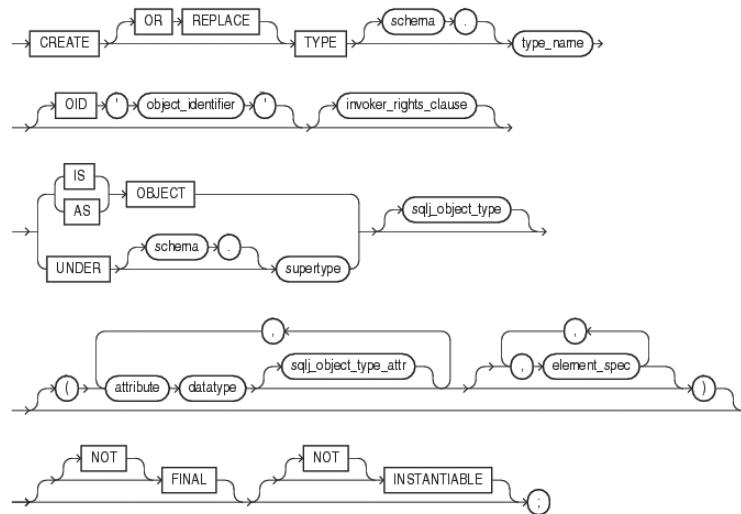 OR REPLACE schema .
CREATE TYPE type_name
OID ' object_identifier ' invoker_rights_clause
IS
OBJECT
AS sqlj_object_type
schema .
UNDER supertype
, ,
sqlj_object_type_attr , element_spec
( attribute datatype )
NOT NOT
FINAL INSTANTIABLE
;